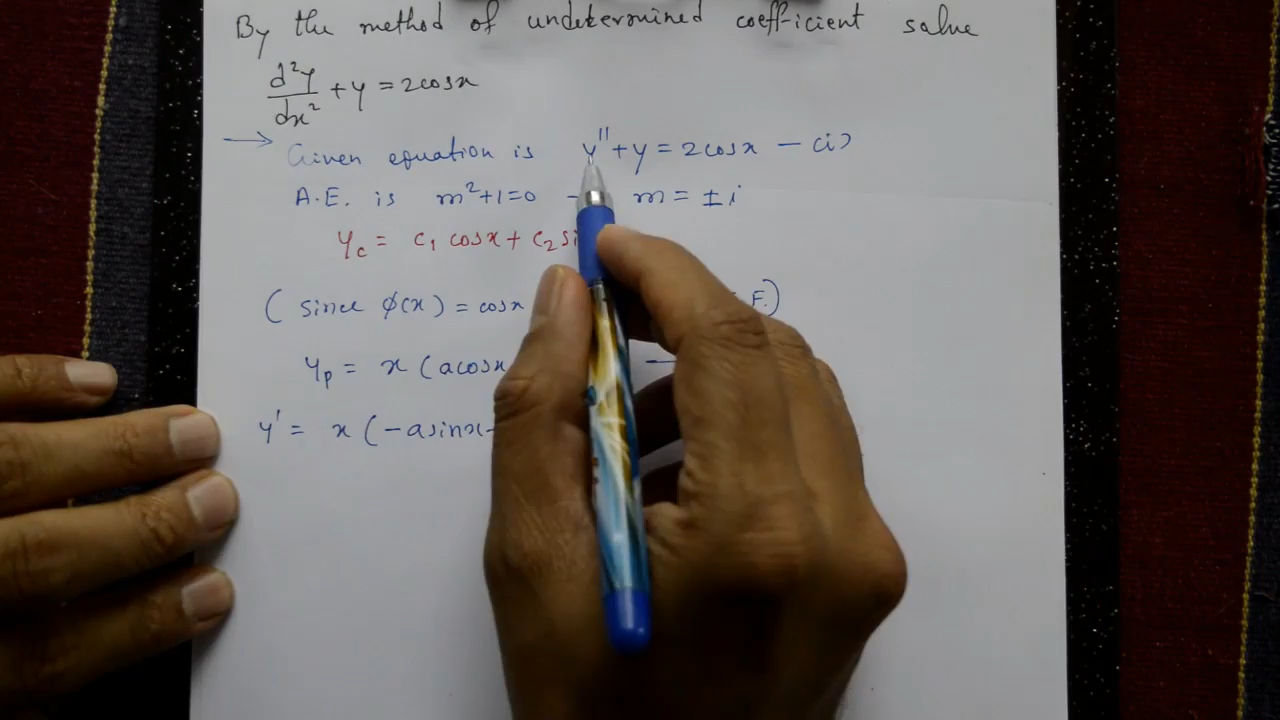 By the method of undetermined coefficient solve
d²y/dx² + y = 2cosx
→ Given equation is y'' + y = 2cosx – (i)
A.E. is m²+1=0 m = ±i
y_c = c₁ cosx + c₂ si
( since φ(x) = cosx F.)
y_p = x (acosx
y' = x (-asinx